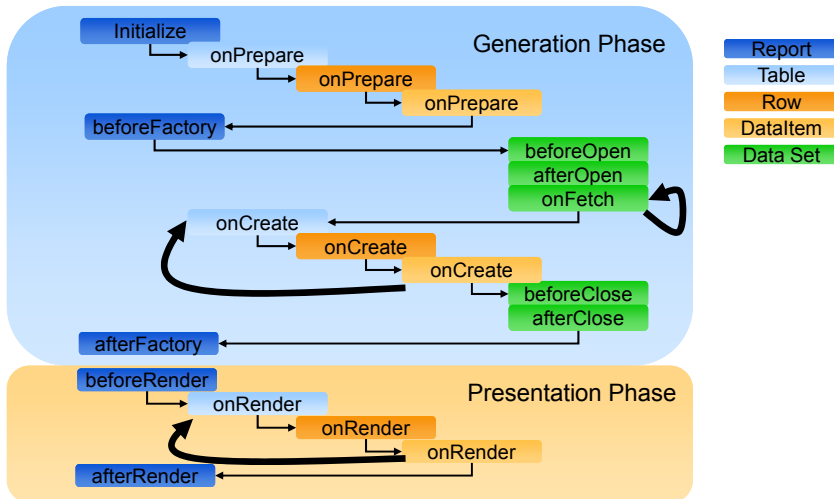 Initialize
Generation Phase
onPrepare
onPrepare
onPrepare
beforeFactory
beforeOpen
afterOpen
onFetch
onCreate
onCreate
onCreate
beforeClose
afterClose
afterFactory
Report
Table
Row
DataItem
Data Set
beforeRender
Presentation Phase
onRender
onRender
onRender
afterRender